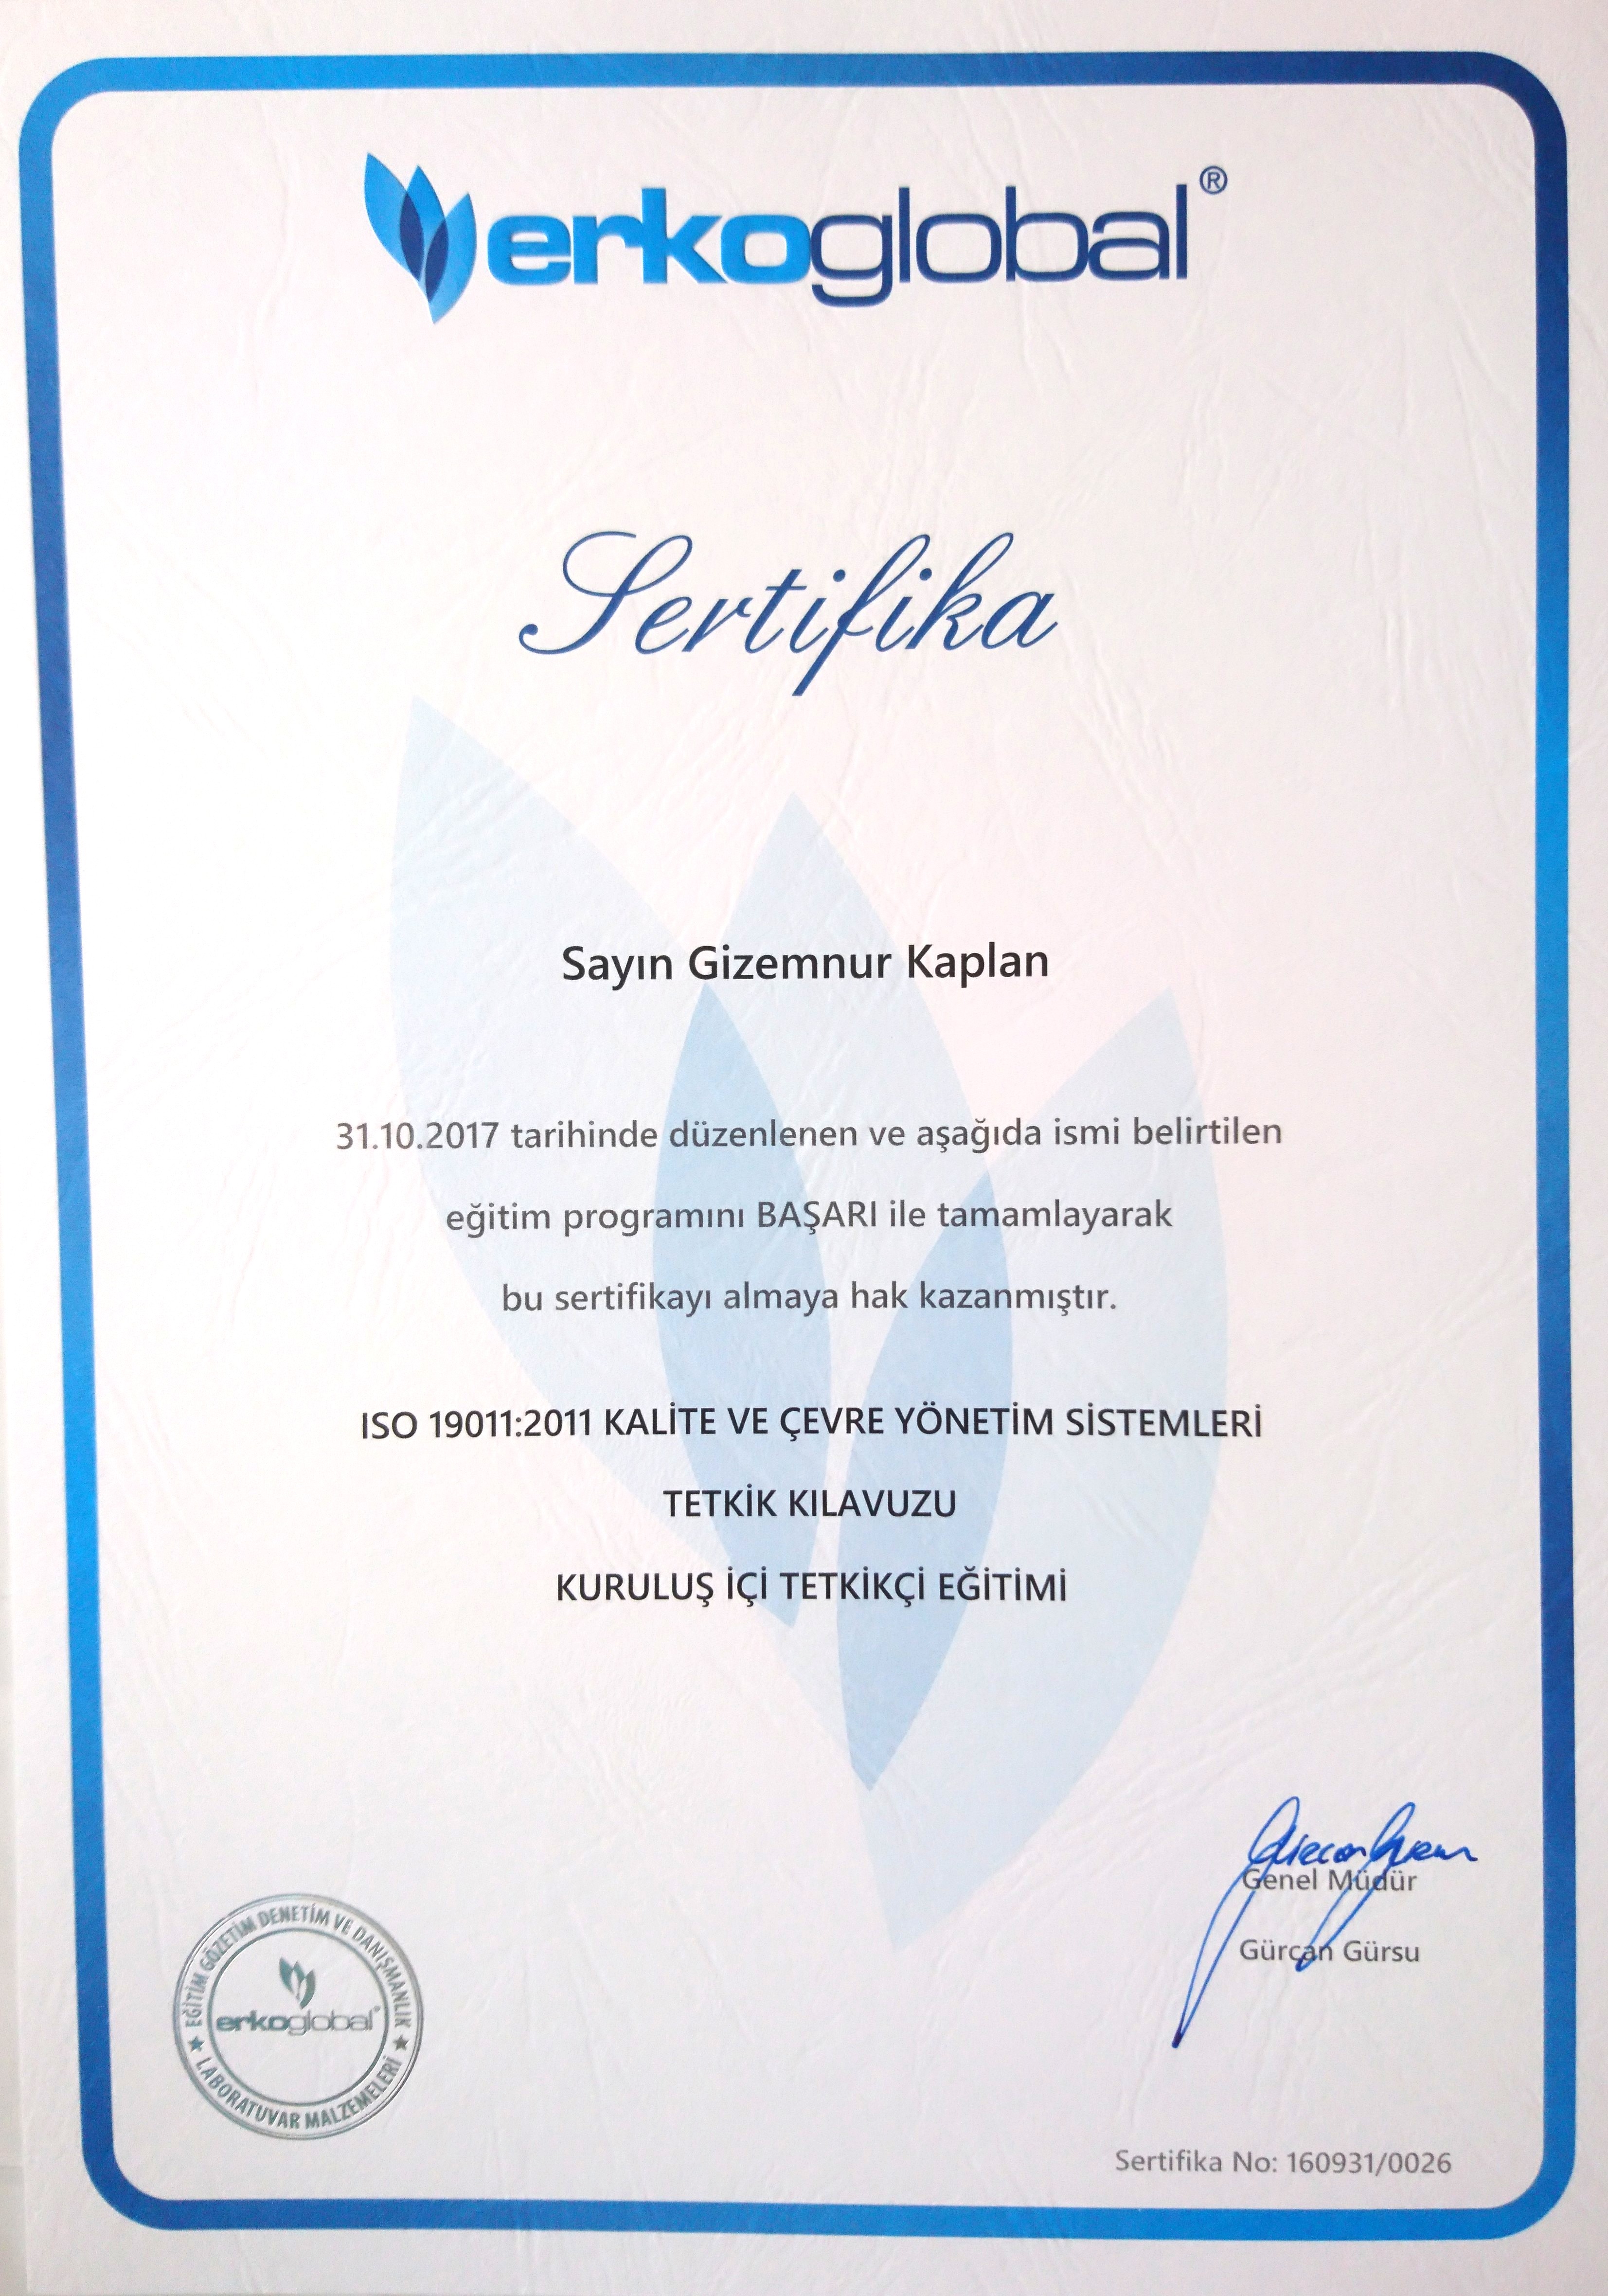 erkoglobal®
Sertifika
Sayın Gizemnur Kaplan
31.10.2017 tarihinde düzenlenen ve aşağıda ismi belirtilen
eğitim programını BAŞARI ile tamamlayarak
bu sertifikayı almaya hak kazanmıştır.
ISO 19011:2011 KALİTE VE ÇEVRE YÖNETİM SİSTEMLERİ
TETKİK KILAVUZU
KURULUŞ İÇİ TETKİKÇİ EĞİTİMİ
Genel Müdür
Gürcan Gürsu
EĞİTİM GÖZETİM DENETİM VE DANIŞMANLIK
erkoglobal®
LABORATUVAR MALZEMELERİ
Sertifika No: 160931/0026